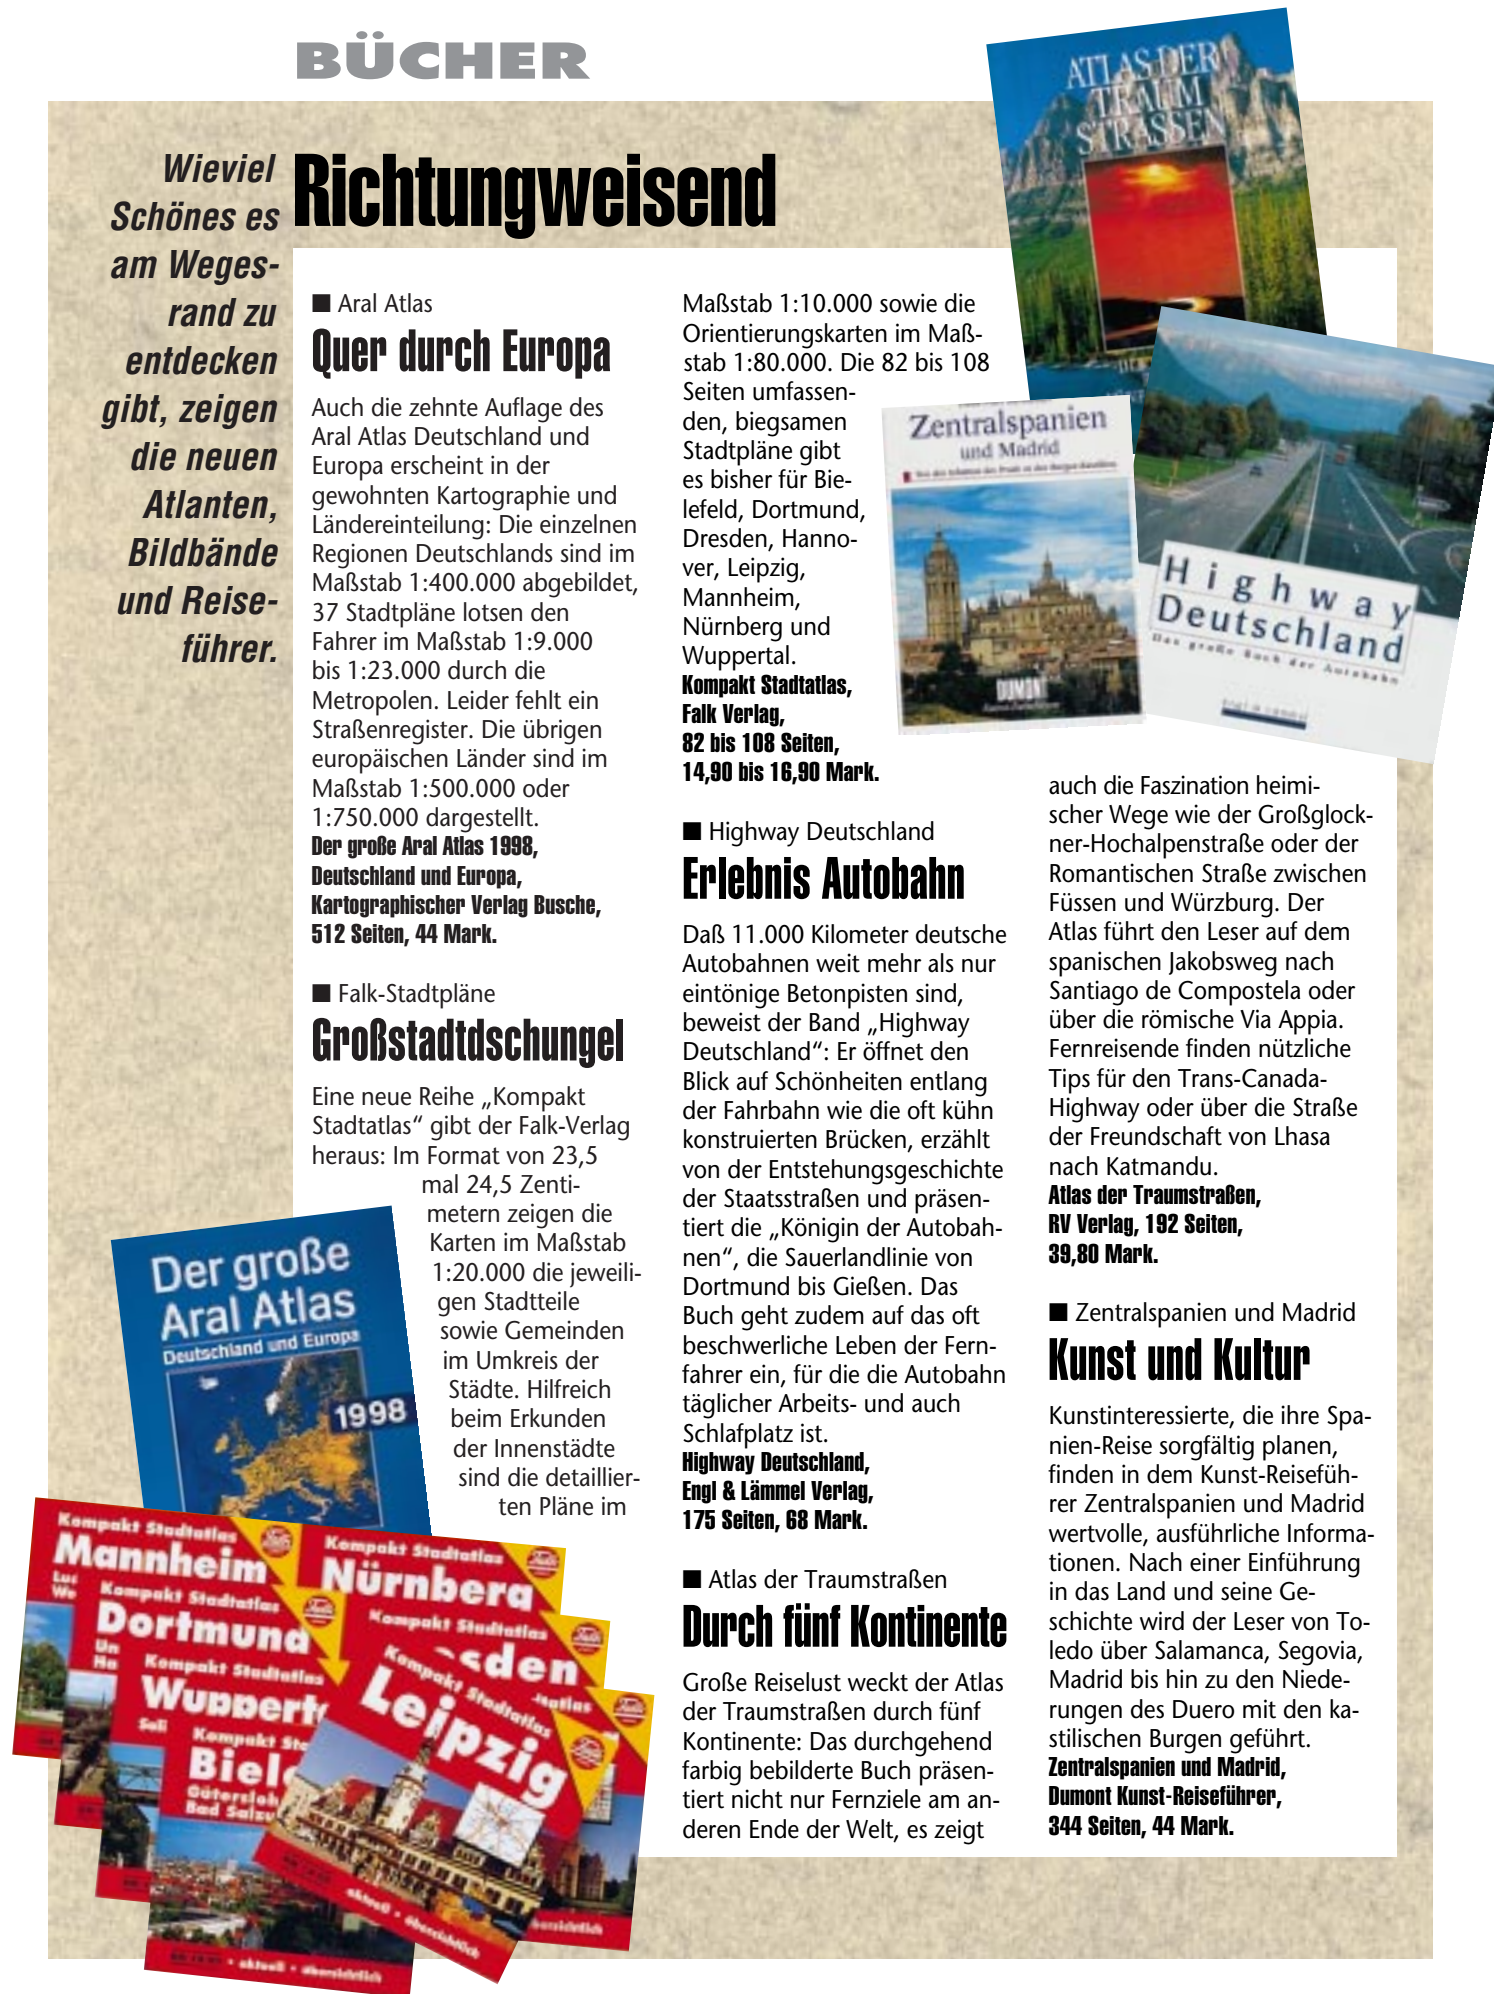 BÜCHER
Wieviel
Schönes es
am Weges-
rand zu
entdecken
gibt, zeigen
die neuen
Atlanten,
Bildbände
und Reise-
führer.
Richtungweisend
■ Aral Atlas
Quer durch Europa
Auch die zehnte Auflage des
Aral Atlas Deutschland und
Europa erscheint in der
gewohnten Kartographie und
Ländereinteilung: Die einzelnen
Regionen Deutschlands sind im
Maßstab 1:400.000 abgebildet,
37 Stadtpläne lotsen den
Fahrer im Maßstab 1:9.000
bis 1:23.000 durch die
Metropolen. Leider fehlt ein
Straßenregister. Die übrigen
europäischen Länder sind im
Maßstab 1:500.000 oder
1:750.000 dargestellt.
Der große Aral Atlas 1998,
Deutschland und Europa,
Kartographischer Verlag Busche,
512 Seiten, 44 Mark.
■ Falk-Stadtpläne
Großstadtdschungel
Eine neue Reihe „Kompakt
Stadtatlas“ gibt der Falk-Verlag
heraus: Im Format von 23,5
mal 24,5 Zenti-
metern zeigen die
Karten im Maßstab
1:20.000 die jeweili-
gen Stadtteile
sowie Gemeinden
im Umkreis der
Städte. Hilfreich
beim Erkunden
der Innenstädte
sind die detaillier-
ten Pläne im
Maßstab 1:10.000 sowie die
Orientierungskarten im Maß-
stab 1:80.000. Die 82 bis 108
Seiten umfassen-
den, biegsamen
Stadtpläne gibt
es bisher für Bie-
lefeld, Dortmund,
Dresden, Hanno-
ver, Leipzig,
Mannheim,
Nürnberg und
Wuppertal.
Kompakt Stadtatlas,
Falk Verlag,
82 bis 108 Seiten,
14,90 bis 16,90 Mark.
■ Highway Deutschland
Erlebnis Autobahn
Daß 11.000 Kilometer deutsche
Autobahnen weit mehr als nur
eintönige Betonpisten sind,
beweist der Band „Highway
Deutschland“: Er öffnet den
Blick auf Schönheiten entlang
der Fahrbahn wie die oft kühn
konstruierten Brücken, erzählt
von der Entstehungsgeschichte
der Staatsstraßen und präsen-
tiert die „Königin der Autobah-
nen“, die Sauerlandlinie von
Dortmund bis Gießen. Das
Buch geht zudem auf das oft
beschwerliche Leben der Fern-
fahrer ein, für die die Autobahn
täglicher Arbeits- und auch
Schlafplatz ist.
Highway Deutschland,
Engl & Lämmel Verlag,
175 Seiten, 68 Mark.
■ Atlas der Traumstraßen
Durch fünf Kontinente
Große Reiselust weckt der Atlas
der Traumstraßen durch fünf
Kontinente: Das durchgehend
farbig bebilderte Buch präsen-
tiert nicht nur Fernziele am an-
deren Ende der Welt, es zeigt
auch die Faszination heimi-
scher Wege wie der Großglock-
ner-Hochalpenstraße oder der
Romantischen Straße zwischen
Füssen und Würzburg. Der
Atlas führt den Leser auf dem
spanischen Jakobsweg nach
Santiago de Compostela oder
über die römische Via Appia.
Fernreisende finden nützliche
Tips für den Trans-Canada-
Highway oder über die Straße
der Freundschaft von Lhasa
nach Katmandu.
Atlas der Traumstraßen,
RV Verlag, 192 Seiten,
39,80 Mark.
■ Zentralspanien und Madrid
Kunst und Kultur
Kunstinteressierte, die ihre Spa-
nien-Reise sorgfältig planen,
finden in dem Kunst-Reisefüh-
rer Zentralspanien und Madrid
wertvolle, ausführliche Informa-
tionen. Nach einer Einführung
in das Land und seine Ge-
schichte wird der Leser von To-
ledo über Salamanca, Segovia,
Madrid bis hin zu den Niede-
rungen des Duero mit den ka-
stilischen Burgen geführt.
Zentralspanien und Madrid,
Dumont Kunst-Reiseführer,
344 Seiten, 44 Mark.
ATLAS DER
TRAUM
STRASSEN
Zentralspanien
und Madrid
DUMONT
Highway
Deutschland
Das große Buch der Autobahn
Der große
Aral Atlas
Deutschland und Europa
1998
Kompakt Stadtatlas
Mannheim
Kompakt Stadtatlas
Nürnberg
Kompakt Stadtatlas
Dortmund
Kompakt Stadtatlas
sden
Kompakt Stadtatlas
Wuppert
Kompakt Stadtatlas
Leipzig
aktuell • übersichtlich
Kompakt Sta
Biel
Gütersloh
Bad Salzu
aktuell • übersichtlich
übersichtlich